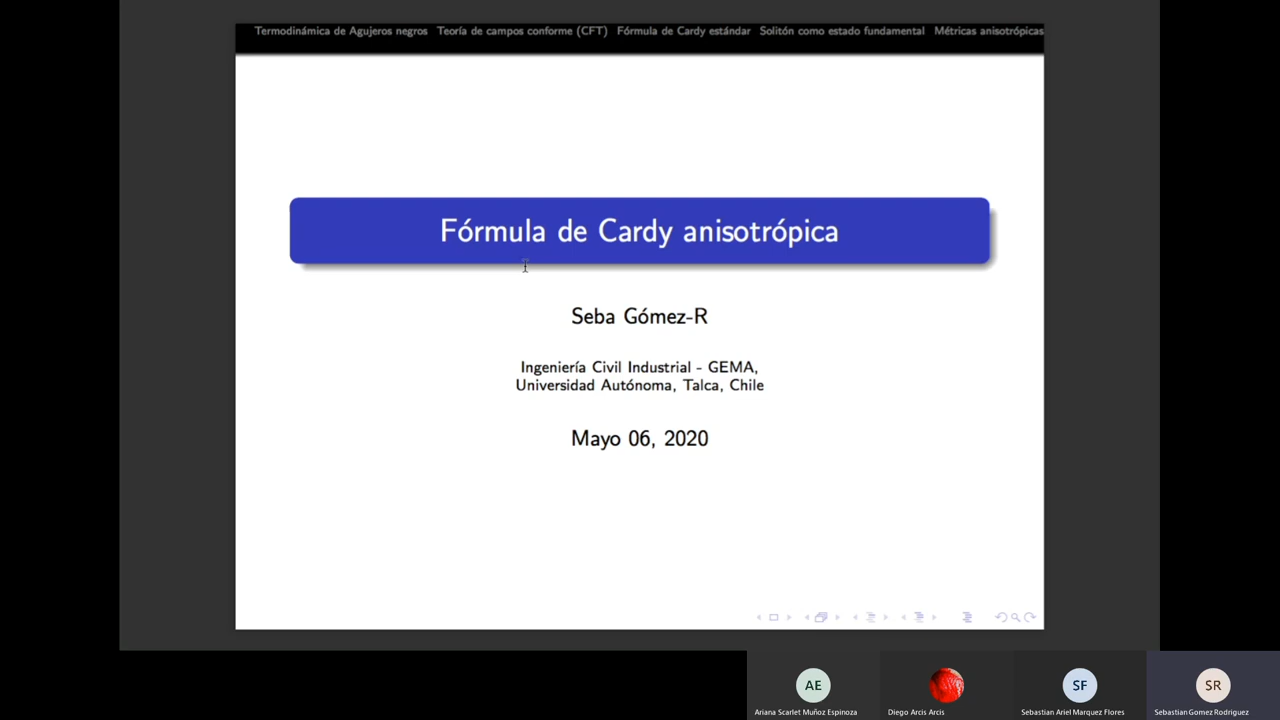 Termodinámica de Agujeros negros Teoría de campos conforme (CFT) Fórmula de Cardy estándar Solitón como estado fundamental Métricas anisotrópicas
Fórmula de Cardy anisotrópica
Seba Gómez-R
Ingeniería Civil Industrial - GEMA,
Universidad Autónoma, Talca, Chile
Mayo 06, 2020
AE SF SR
Ariana Scarlet Muñoz Espinoza Diego Arcis Arcis Sebastian Ariel Marquez Flores Sebastian Gomez Rodriguez